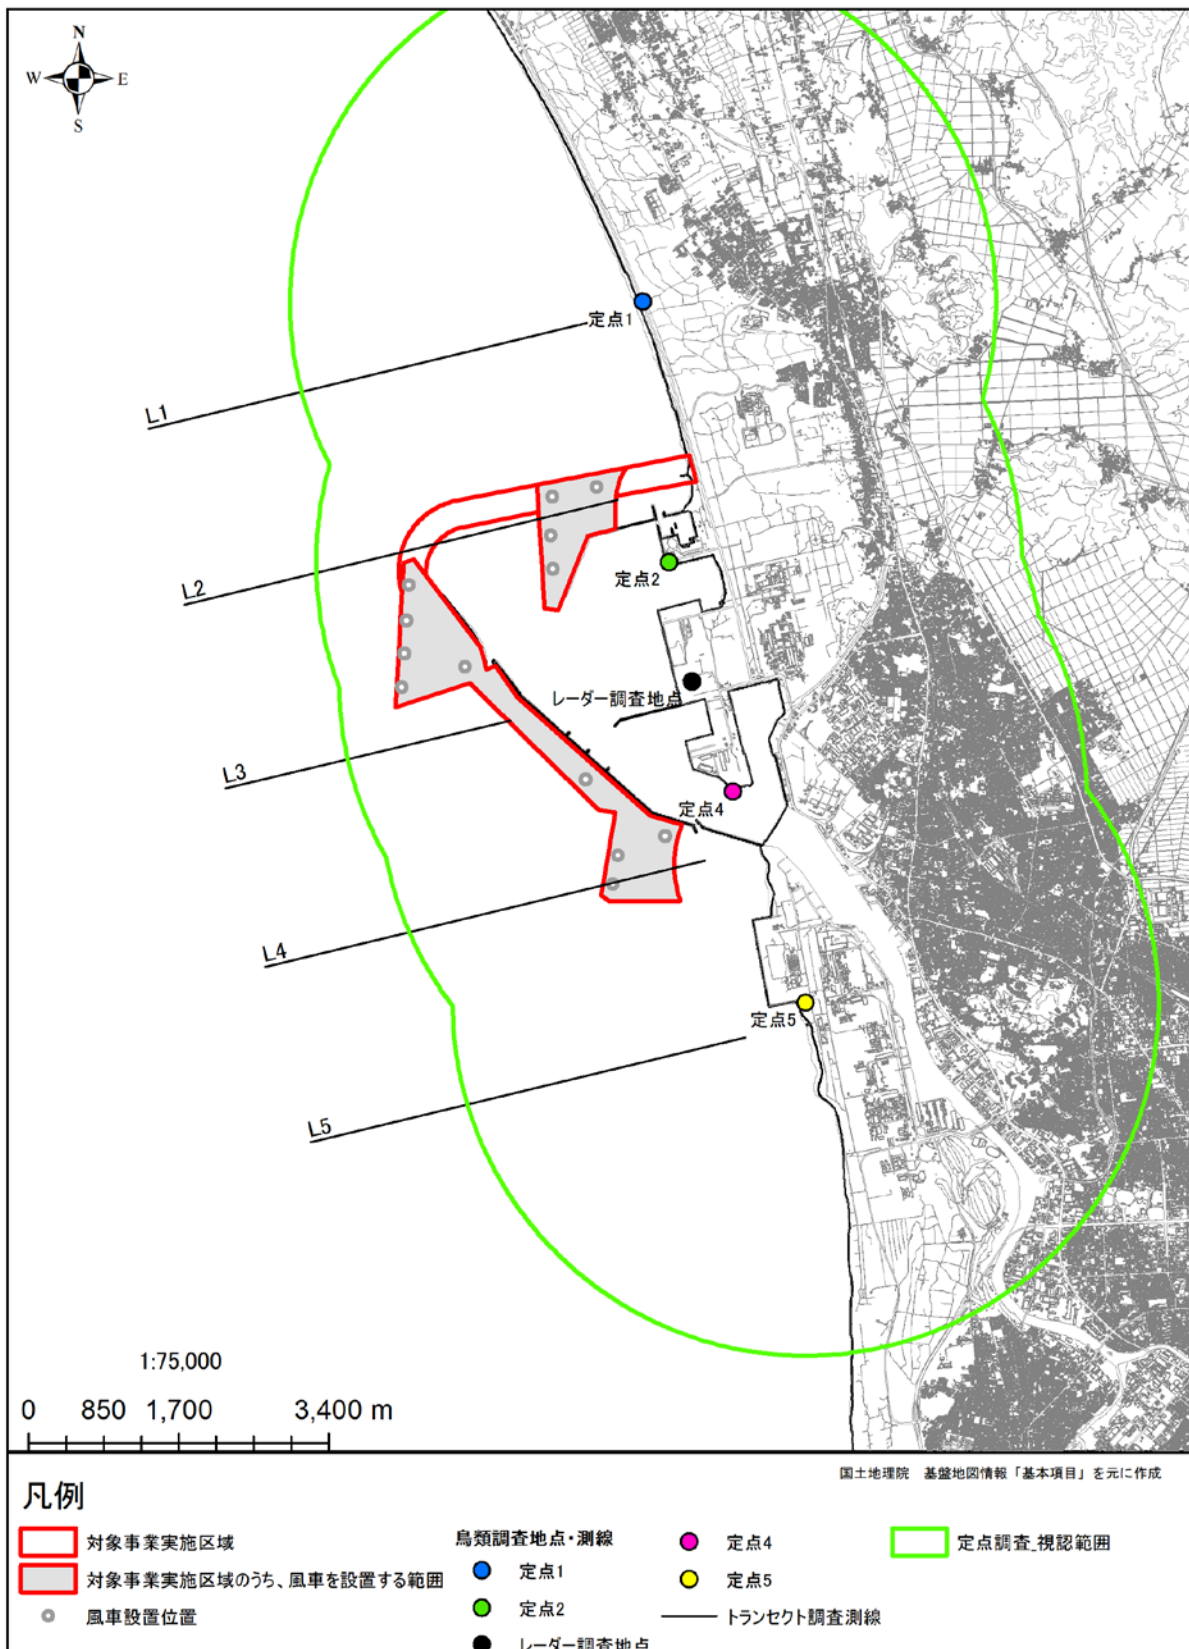 N
W E
S
定点1
L1
L2
定点2
レーダー調査地点
L3
定点4
L4
定点5
L5
1:75,000
0 850 1,700 3,400 m
国土地理院 基盤地図情報「基本項目」を元に作成
凡例
対象事業実施区域
対象事業実施区域のうち、風車を設置する範囲
風車設置位置
鳥類調査地点・測線
定点1
定点2
レーダー調査地点
定点4
定点5
トランセクト調査測線
定点調査_視認範囲